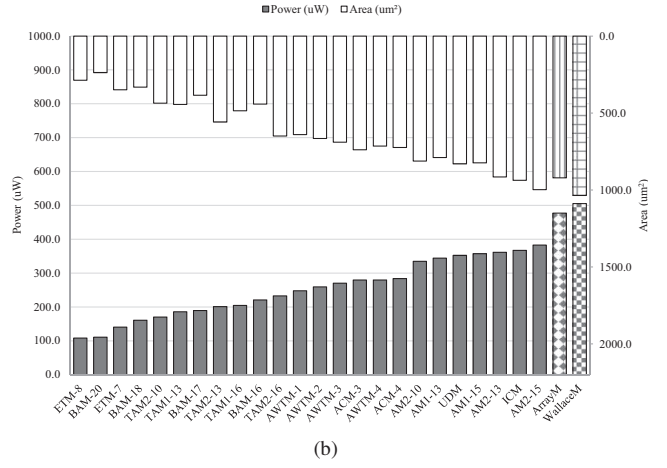 Power (uW) Area (um²)
1000.0
900.0
800.0
700.0
600.0
500.0
400.0
300.0
200.0
100.0
0.0
Power (uW)
0.0
500.0
1000.0
1500.0
2000.0
Area (um²)
ETM-8
BAM-20
ETM-7
BAM-18
TAM2-10
TAM1-13
BAM-17
TAM2-13
TAM1-16
BAM-16
TAM2-16
AWTM-1
AWTM-2
AWTM-3
ACM-3
AWTM-4
ACM-4
AM2-10
AM1-13
UDM
AM1-15
AM2-13
ICM
AM2-15
ArrayM
WallaceM
(b)